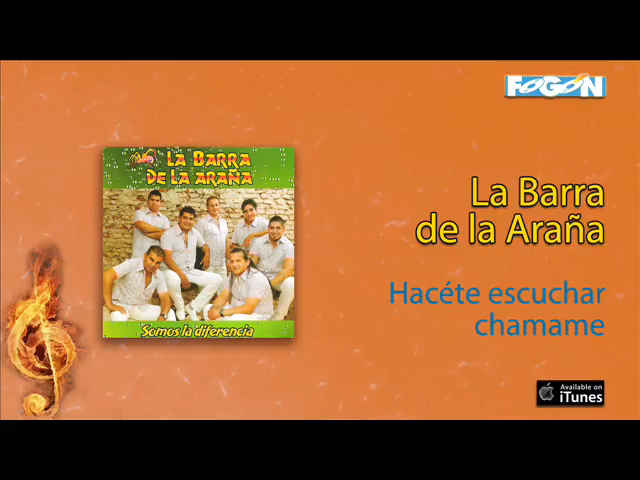 FOGÓN
LA BARRA
DE LA ARAÑA
Somos la diferencia
La Barra
de la Araña
Hacéte escuchar
chamame
Available on
iTunes